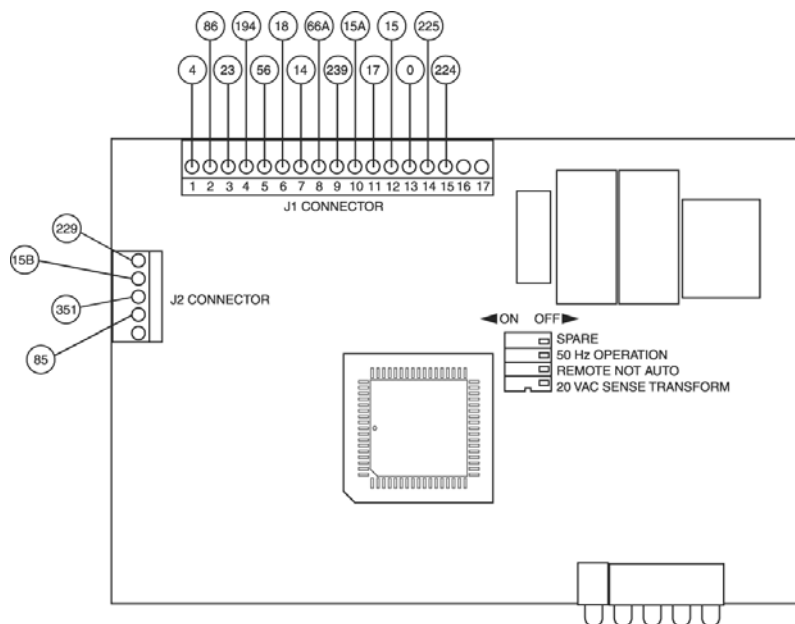 86 194 18 66A 15A 15 225
4 23 56 14 239 17 0 224
1 2 3 4 5 6 7 8 9 10 11 12 13 14 15 16 17
J1 CONNECTOR
229
15B
351
85
J2 CONNECTOR
ON OFF
SPARE
50 Hz OPERATION
REMOTE NOT AUTO
20 VAC SENSE TRANSFORM